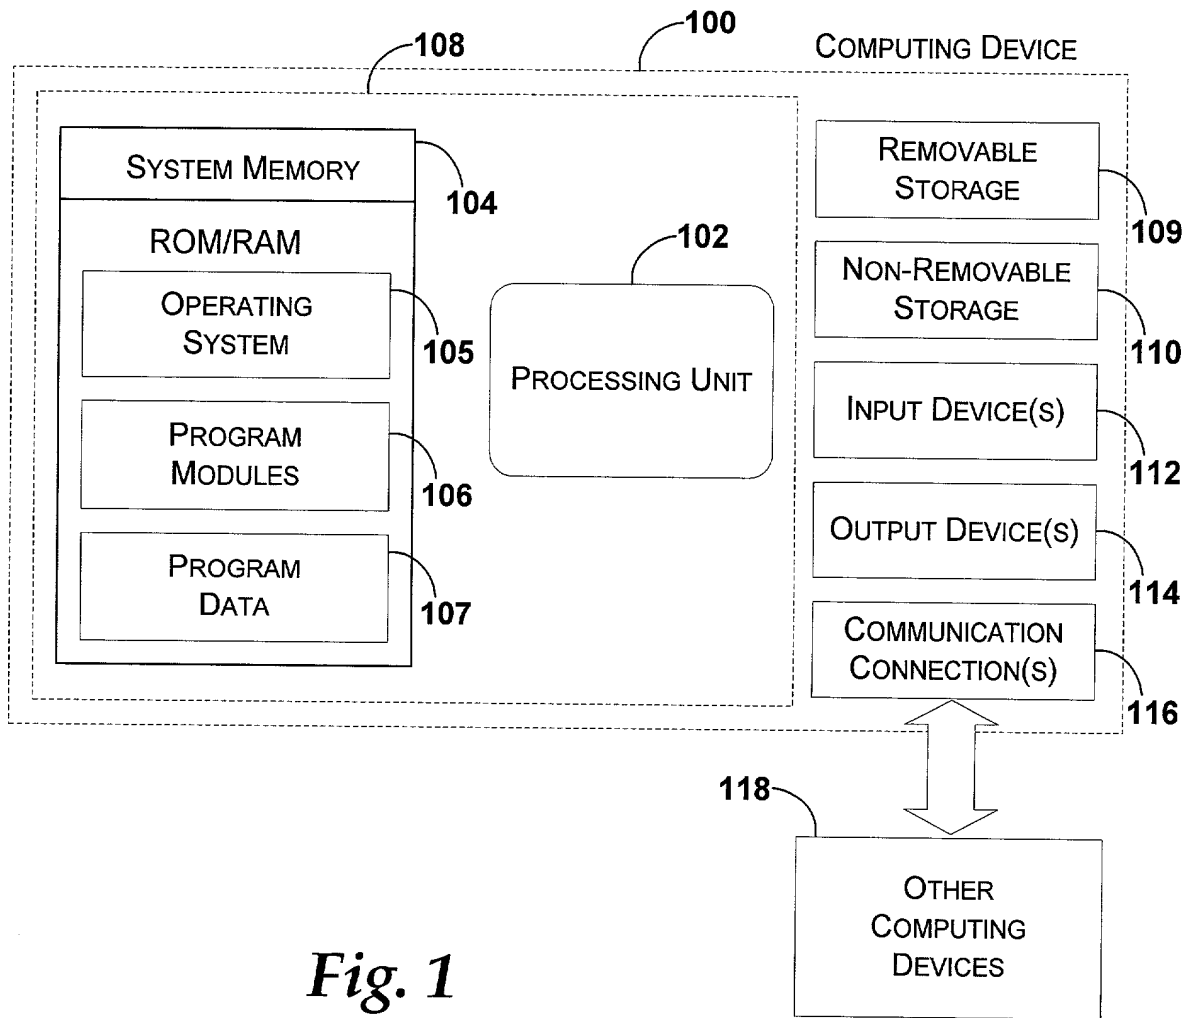 100
COMPUTING DEVICE
108
SYSTEM MEMORY
104
ROM/RAM
OPERATING
SYSTEM
105
PROGRAM
MODULES
106
PROGRAM
DATA
107
102
PROCESSING UNIT
REMOVABLE
STORAGE
109
NON-REMOVABLE
STORAGE
110
INPUT DEVICE(S)
112
OUTPUT DEVICE(S)
114
COMMUNICATION
CONNECTION(S)
116
118
OTHER
COMPUTING
DEVICES
Fig. 1